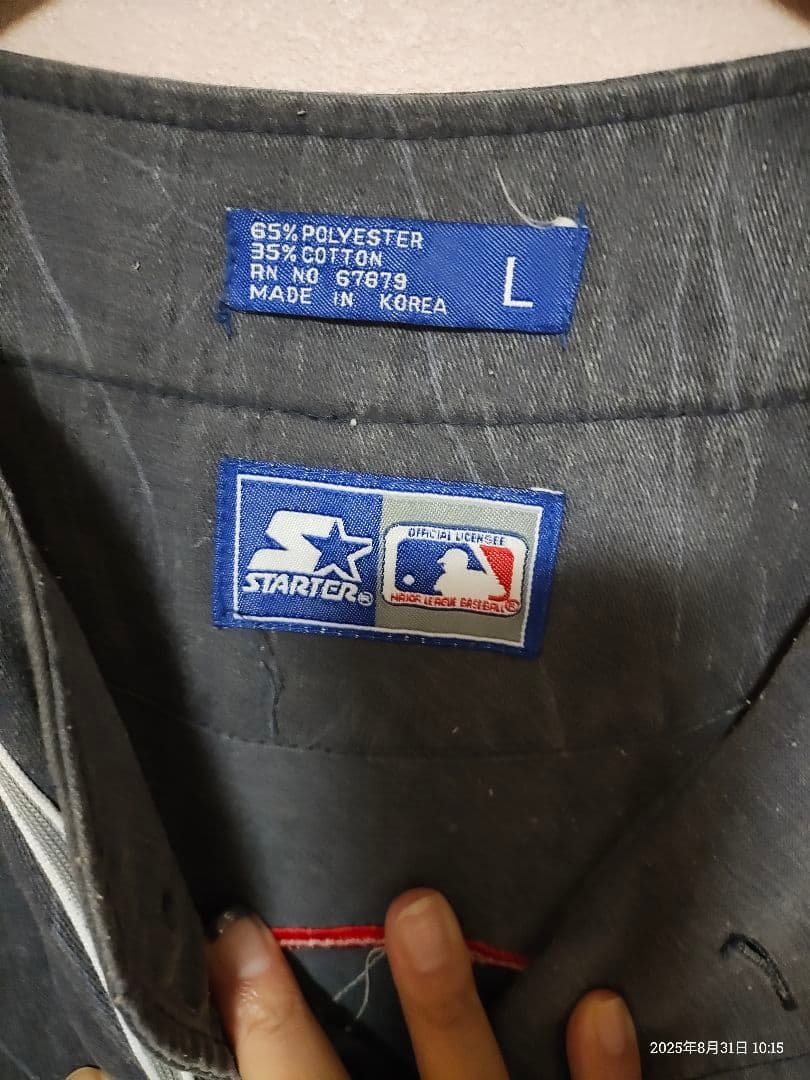 65% POLYESTER
35% COTTON
RN NO 67879
MADE IN KOREA
L
STARTER®
OFFICIAL LICENSEE
MAJOR LEAGUE BASEBALL®
2025年8月31日 10:15